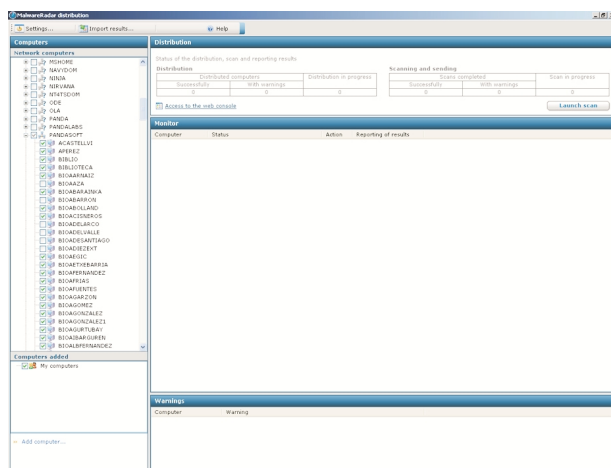 MalwareRadar distribution
Settings... Import results... Help
Computers
Network computers
MSHOME
NAVYDOM
NINJA
NIRVANA
NT4TSDOM
ODE
OLA
PANDA
PANDALABS
PANDASOFT
ACASTELLVI
APEREZ
BIBLIO
BIBLIOTECA
BIOAARNAIZ
BIOAAZA
BIOABARAINKA
BIOABARRON
BIOABOLLAND
BIOACISNEROS
BIOADELARCO
BIOADELVALLE
BIOADESANTIAGO
BIOADIEZEXT
BIOAEGIC
BIOAETXEBARRIA
BIOAFERNANDEZ
BIOAFRIAS
BIOAFUENTES
BIOAGARZON
BIOAGOMEZ
BIOAGONZALEZ
BIOAGONZALEZ1
BIOAGURTUBAY
BIOAIBARGUREN
BIOALBFERNANDEZ
Computers added
My computers
Add computer...
Distribution
Status of the distribution, scan and reporting results
Distribution Scanning and sending
Distributed computers Distribution in progress Scans completed Scan in progress
Successfully With warnings Successfully With warnings
0 0 0 0 0 0
Access to the web console Launch scan
Monitor
Computer Status Action Reporting of results
Warnings
Computer Warning